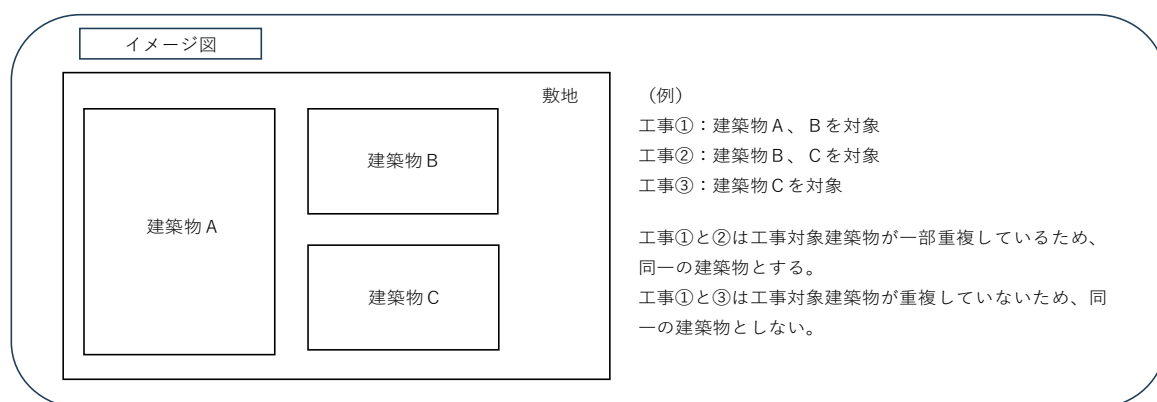 イメージ図
敷地
建築物A
建築物B
建築物C
（例）
工事①：建築物A、Bを対象
工事②：建築物B、Cを対象
工事③：建築物Cを対象
工事①と②は工事対象建築物が一部重複しているため、
同一の建築物とする。
工事①と③は工事対象建築物が重複していないため、同
一の建築物としない。